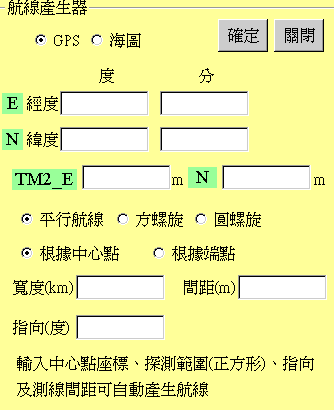 航線產生器
GPS 海圖 確定 關閉
度 分
E 經度
N 緯度
TM2_E m N m
平行航線 方螺旋 圓螺旋
根據中心點 根據端點
寬度(km) 間距(m)
指向(度)
輸入中心點座標、探測範圍(正方形)、指向
及測線間距可自動產生航線